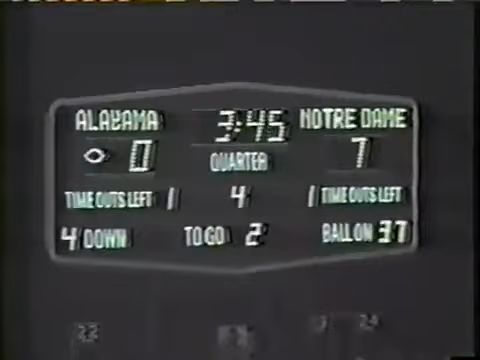 ALABAMA 3:45 NOTRE DAME
0 QUARTER 7
TIME OUTS LEFT 1 4 1 TIME OUTS LEFT
4 DOWN TO GO 2 BALL ON 37
22